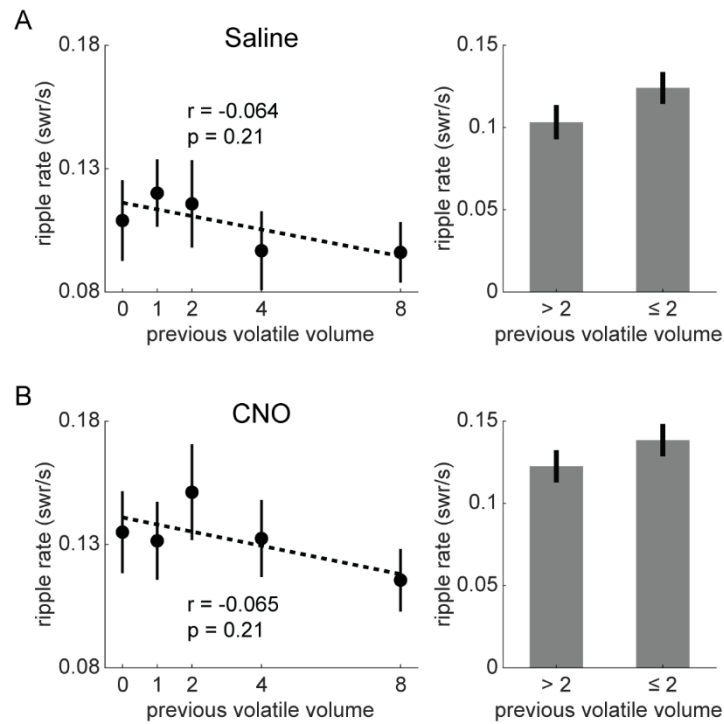 A
Saline
0.18
0.13
0.08
ripple rate (swr/s)
r = -0.064
p = 0.21
0 1 2 4 8
previous volatile volume
0.15
0.1
0.05
0
ripple rate (swr/s)
> 2 ≤ 2
previous volatile volume
B
CNO
0.18
0.13
0.08
ripple rate (swr/s)
r = -0.065
p = 0.21
0 1 2 4 8
previous volatile volume
0.15
0.1
0.05
0
ripple rate (swr/s)
> 2 ≤ 2
previous volatile volume